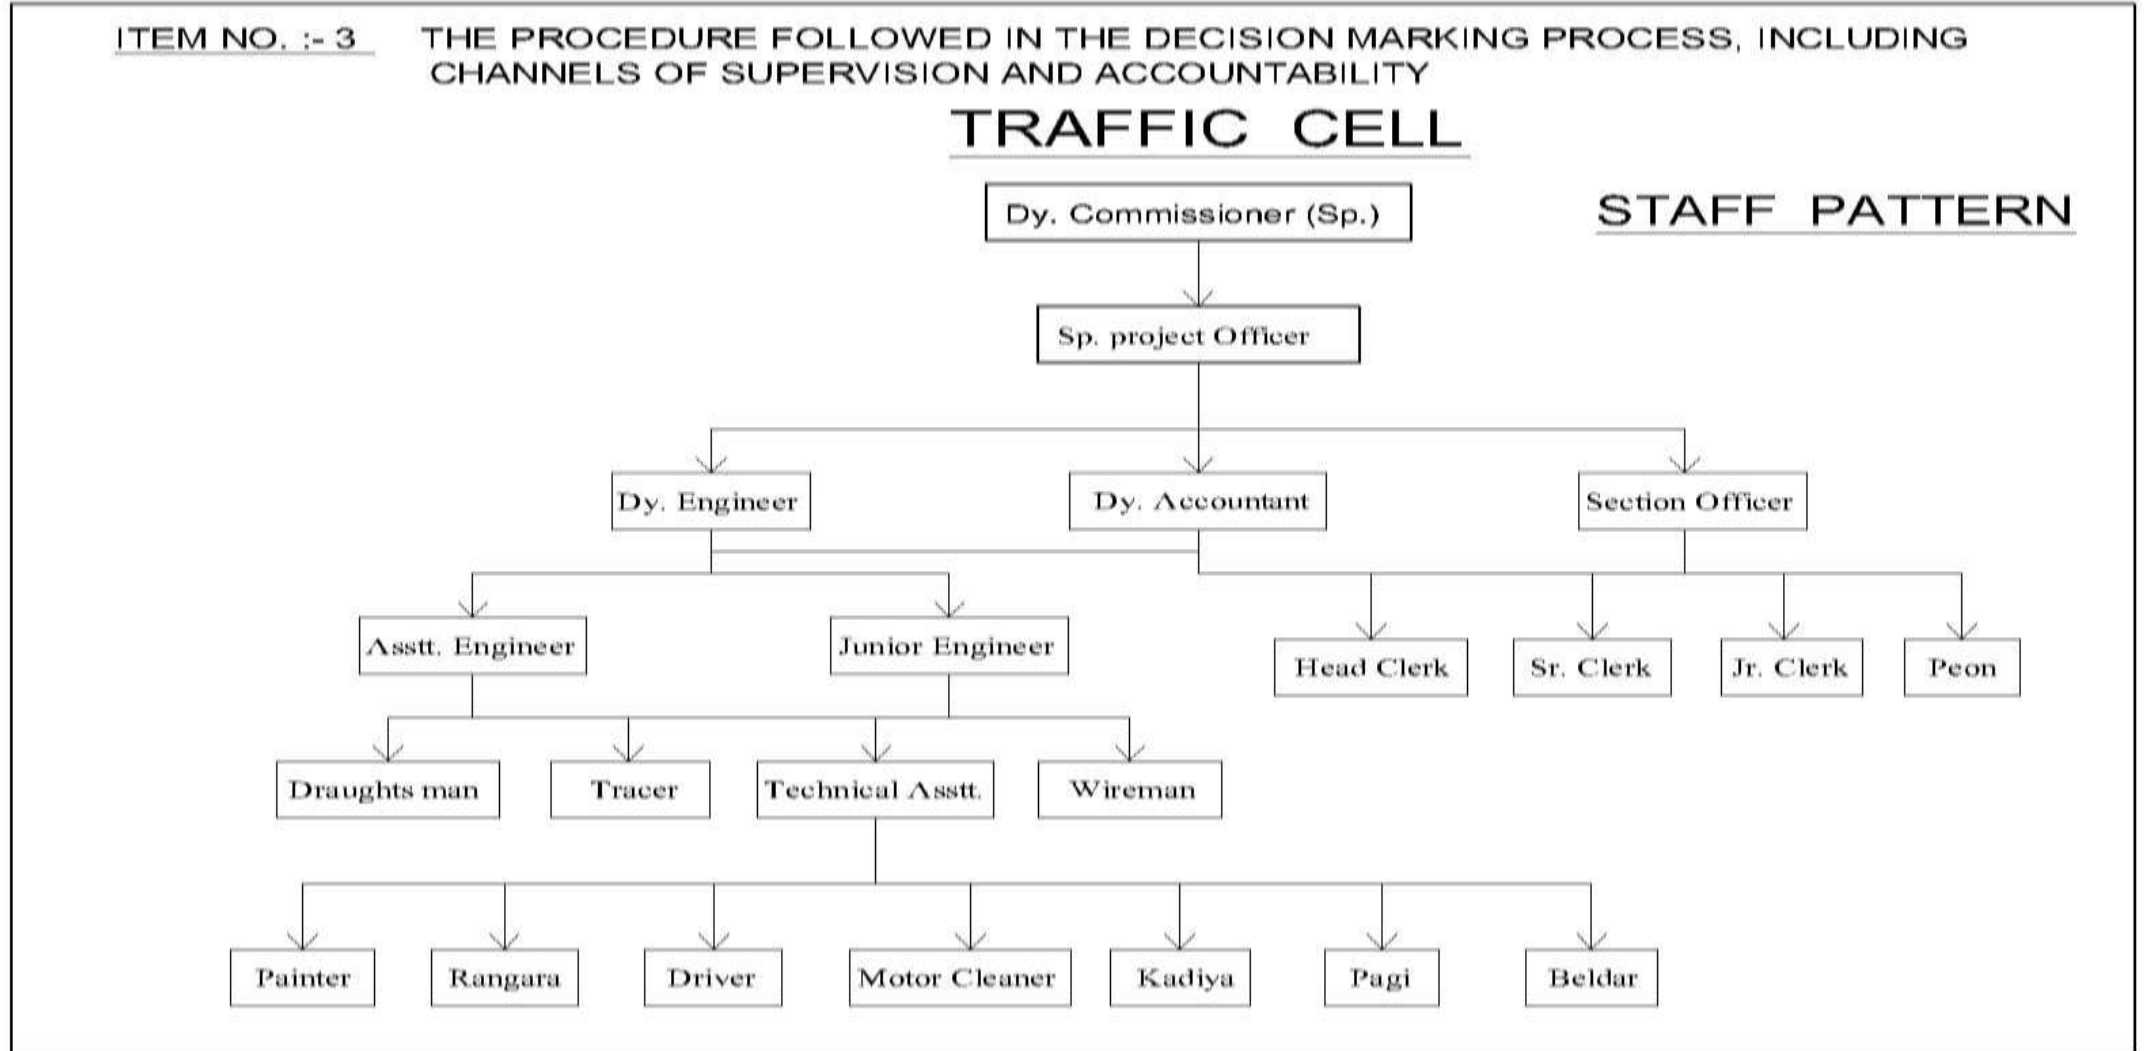 ITEM NO. :- 3 THE PROCEDURE FOLLOWED IN THE DECISION MARKING PROCESS, INCLUDING
CHANNELS OF SUPERVISION AND ACCOUNTABILITY
TRAFFIC CELL
STAFF PATTERN
Dy. Commissioner (Sp.)
Sp. project Officer
Dy. Engineer
Dy. Accountant
Section Officer
Asstt. Engineer
Junior Engineer
Head Clerk
Sr. Clerk
Jr. Clerk
Peon
Draughts man
Tracer
Technical Asstt.
Wireman
Painter
Rangara
Driver
Motor Cleaner
Kadiya
Pagi
Beldar